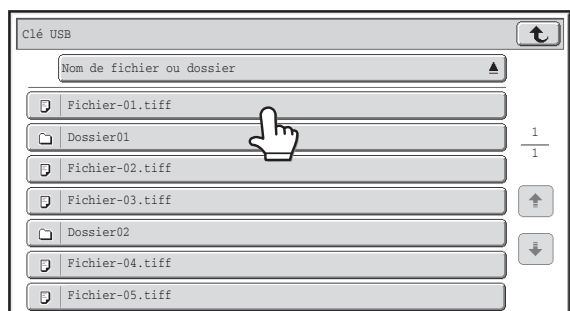 Clé USB
Nom de fichier ou dossier
Fichier-01.tiff
Dossier01
Fichier-02.tiff
Fichier-03.tiff
Dossier02
Fichier-04.tiff
Fichier-05.tiff
1
1